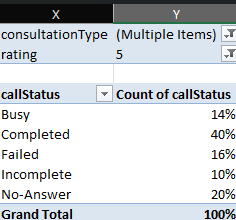 X Y
consultationType (Multiple Items)
rating 5
callStatus Count of callStatus
Busy 14%
Completed 40%
Failed 16%
Incomplete 10%
No-Answer 20%
Grand Total 100%